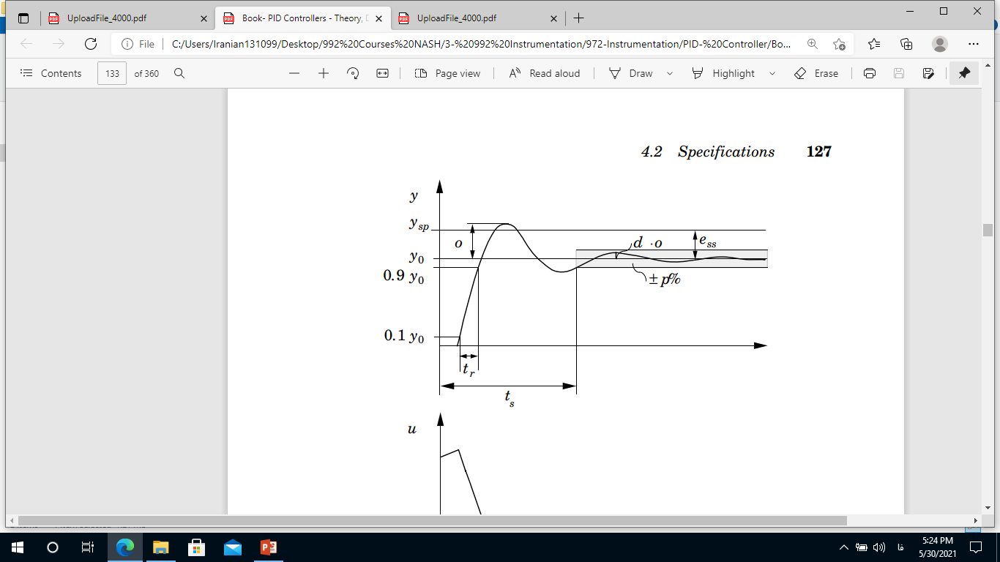 UploadFile_4000.pdf
Book- PID Controllers - Theory, D
UploadFile_4000.pdf
File
C:/Users/Iranian131099/Desktop/992%20Courses%20NASH/3-%20992%20Instrumentation/972-Instrumentation/PID-%20Controller/Bo...
Contents
133
of 360
Page view
Read aloud
Draw
Highlight
Erase
4.2 Specifications 127
y
y_sp
o
d · o
e_ss
y_0
0.9 y_0
± p%
0.1 y_0
t_r
t_s
u
5:24 PM
فا
5/30/2021